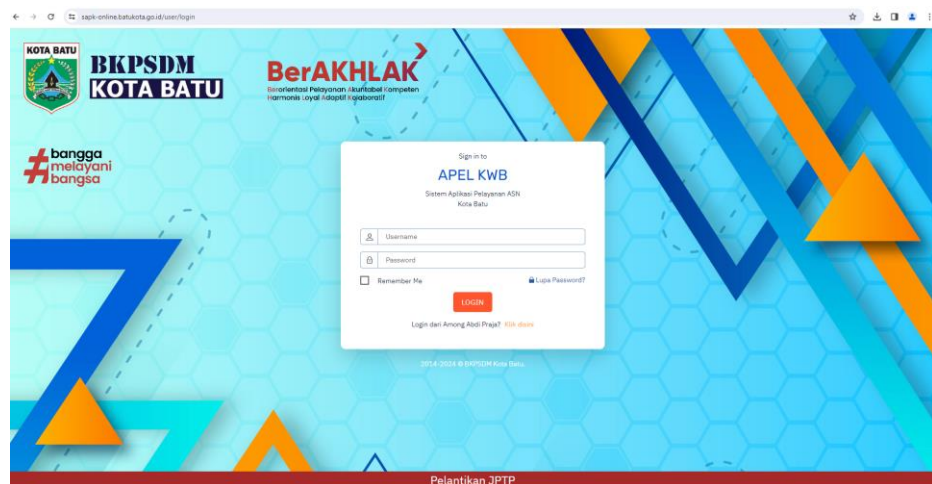 sapk-online.batukota.go.id/user/login
KOTA BATU
BKPSDM
KOTA BATU
BerAKHLAK
Berorientasi Pelayanan Akuntabel Kompeten
Harmonis Loyal Adaptif Kolaboratif
#bangga
melayani
bangsa
Sign in to
APEL KWB
Sistem Aplikasi Pelayanan ASN
Kota Batu
Username
Password
Remember Me
Lupa Password?
LOGIN
Login dari Among Abdi Praja? Klik disini
2014-2024 © BKPSDM Kota Batu.
Pelantikan JPTP